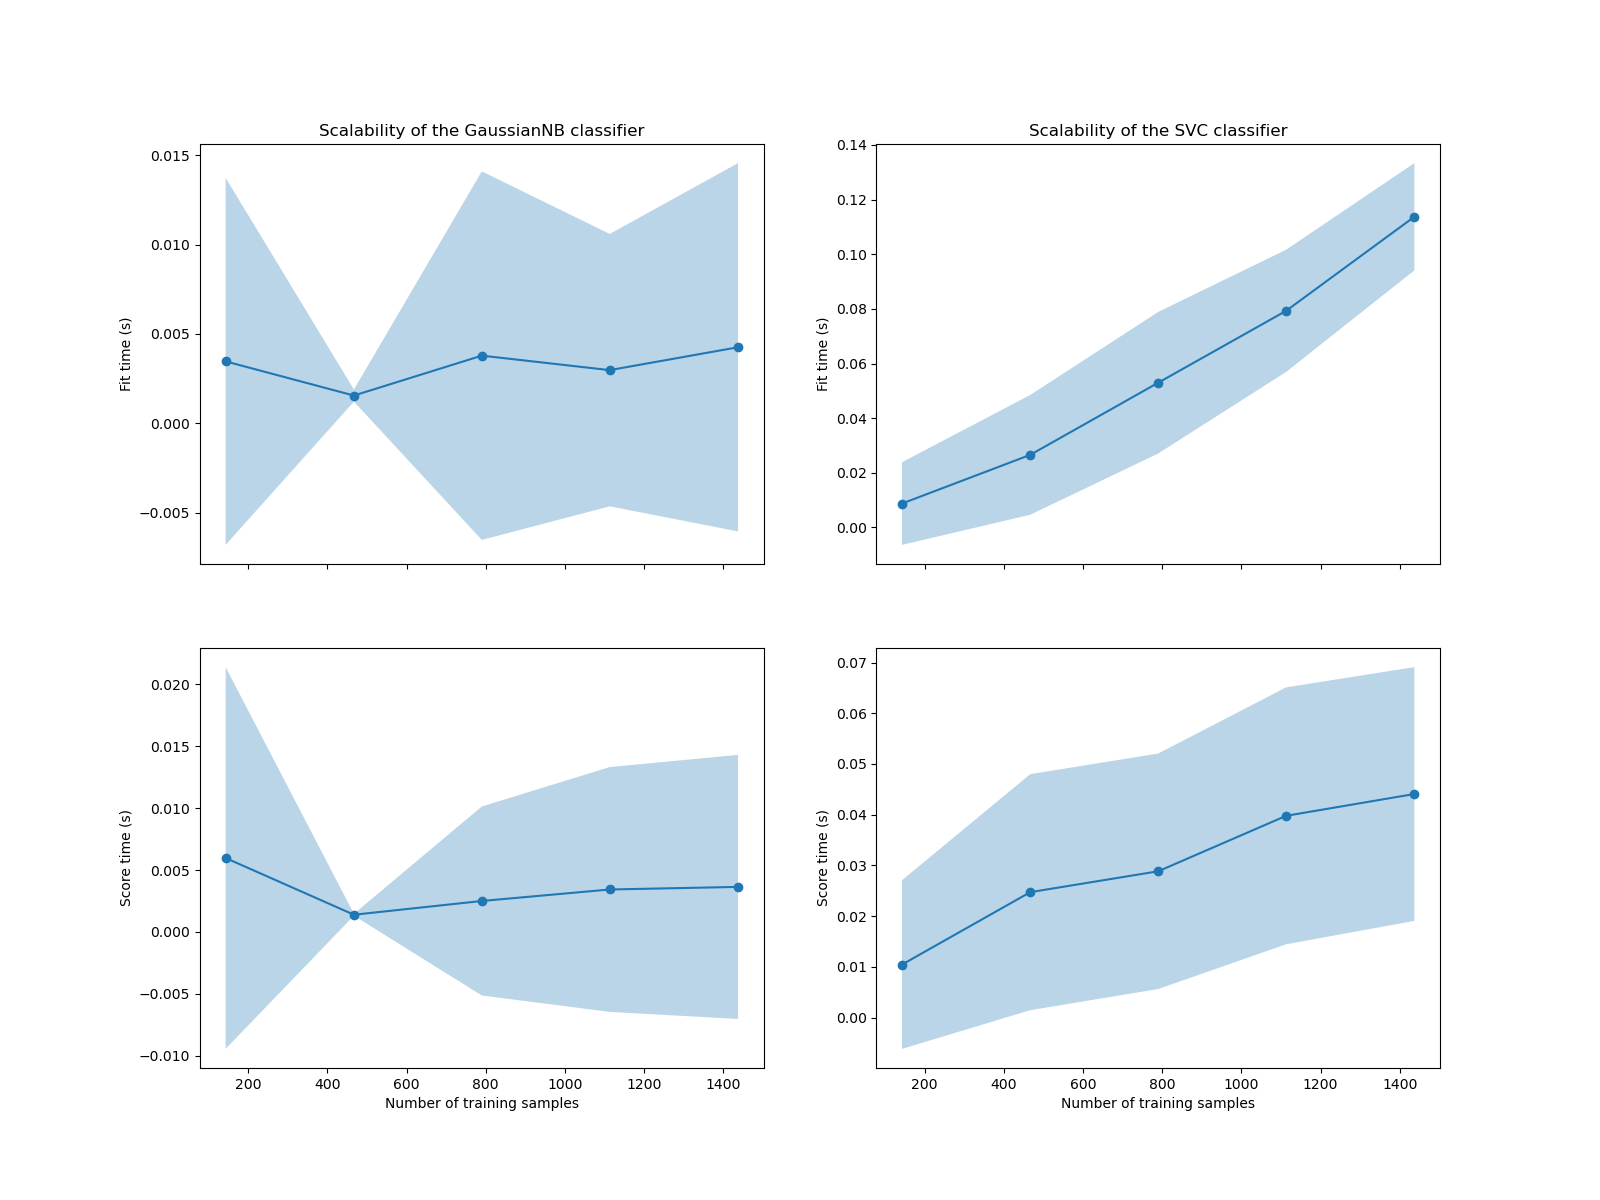 Scalability of the GaussianNB classifier
0.015
0.010
0.005
0.000
−0.005
Fit time (s)
Scalability of the SVC classifier
0.14
0.12
0.10
0.08
0.06
0.04
0.02
0.00
Fit time (s)
0.020
0.015
0.010
0.005
0.000
−0.005
−0.010
Score time (s)
200 400 600 800 1000 1200 1400
Number of training samples
0.07
0.06
0.05
0.04
0.03
0.02
0.01
0.00
Score time (s)
200 400 600 800 1000 1200 1400
Number of training samples